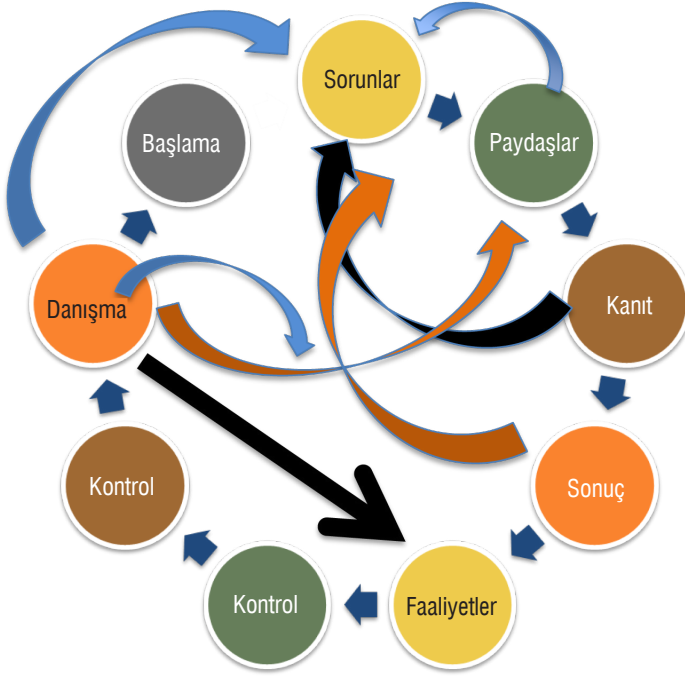 Sorunlar
Paydaşlar
Kanıt
Sonuç
Faaliyetler
Kontrol
Kontrol
Danışma
Başlama